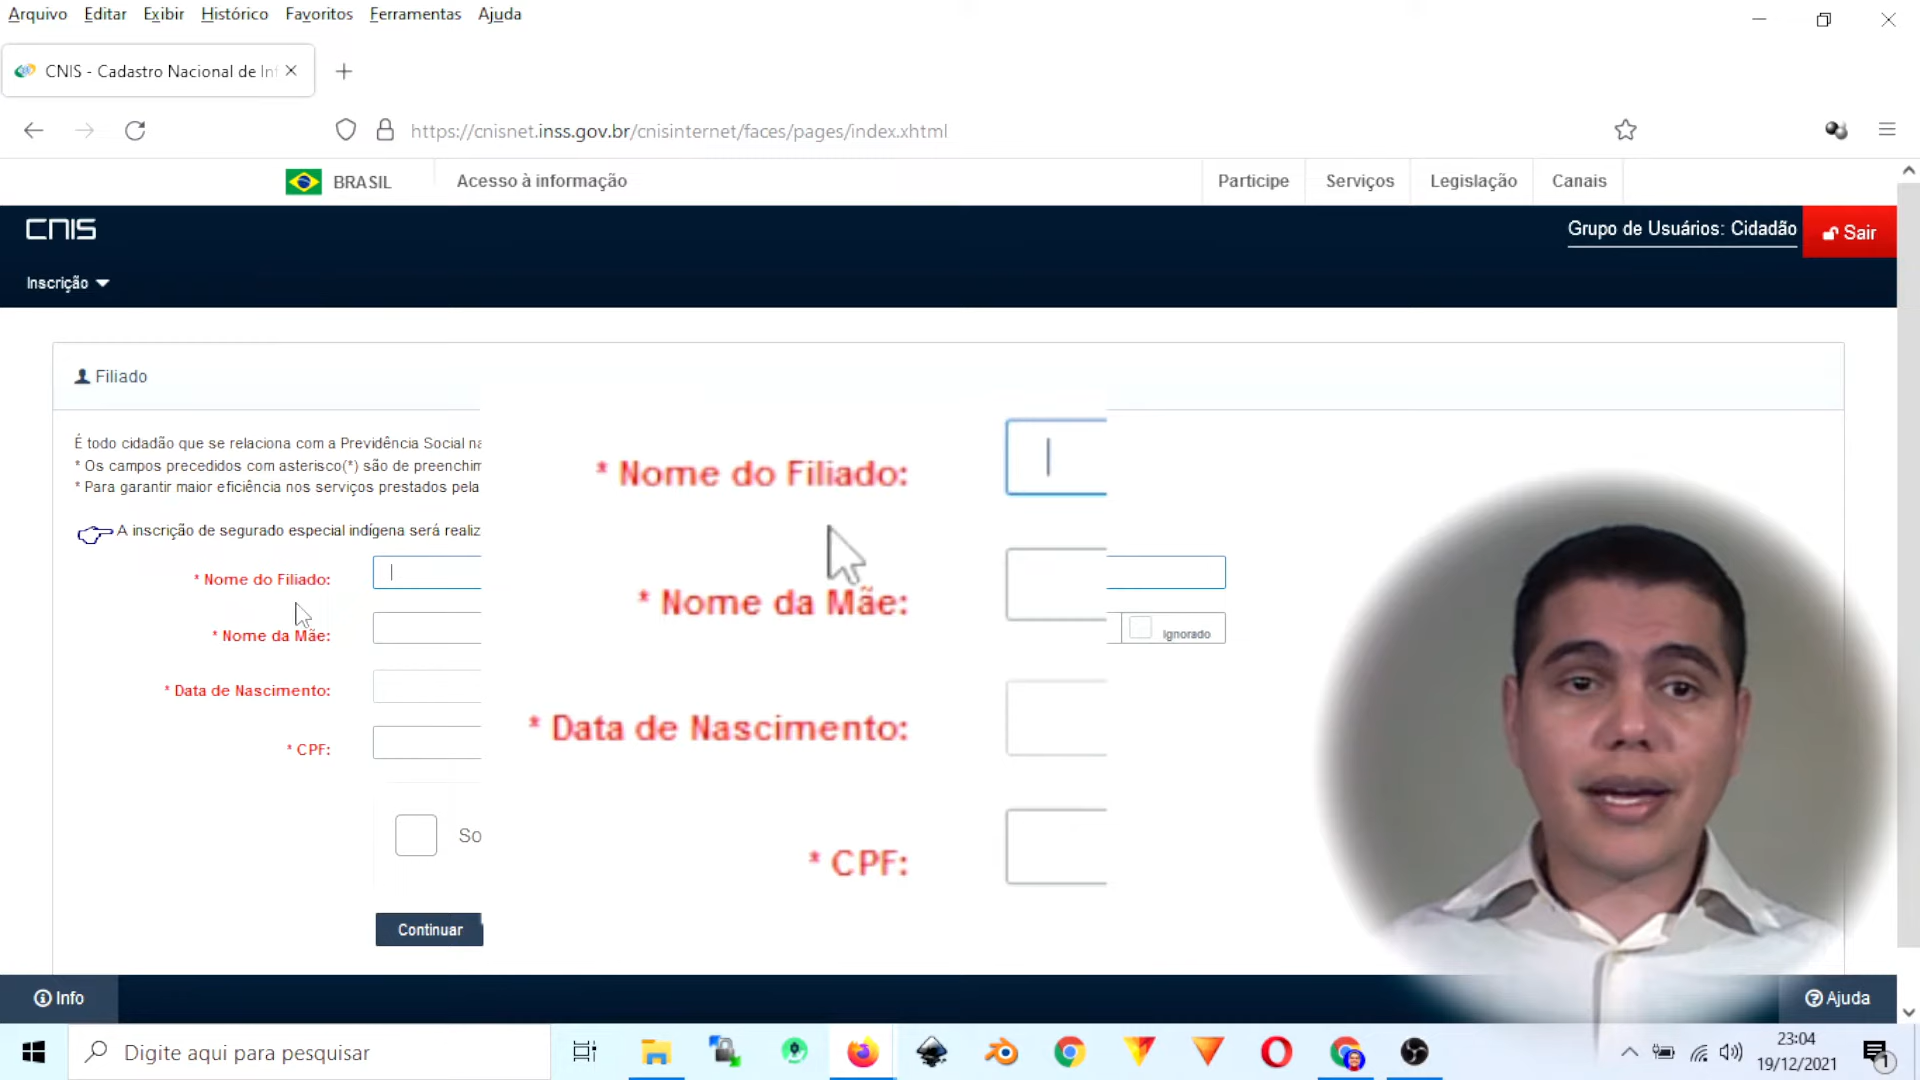 Arquivo Editar Exibir Histórico Favoritos Ferramentas Ajuda
CNIS - Cadastro Nacional de Inf
https://cnisnet.inss.gov.br/cnisinternet/faces/pages/index.xhtml
BRASIL Acesso à informação Participe Serviços Legislação Canais
CNIS Grupo de Usuários: Cidadão Sair
Inscrição
Filiado
É todo cidadão que se relaciona com a Previdência Social na
* Os campos precedidos com asterisco(*) são de preenchim
* Para garantir maior eficiência nos serviços prestados pela
A inscrição de segurado especial indígena será realiz
* Nome do Filiado:
* Nome da Mãe:
Ignorado
* Data de Nascimento:
* CPF:
So
Continuar
* Nome do Filiado:
* Nome da Mãe:
* Data de Nascimento:
* CPF:
Info Ajuda
Digite aqui para pesquisar
23:04
19/12/2021
1